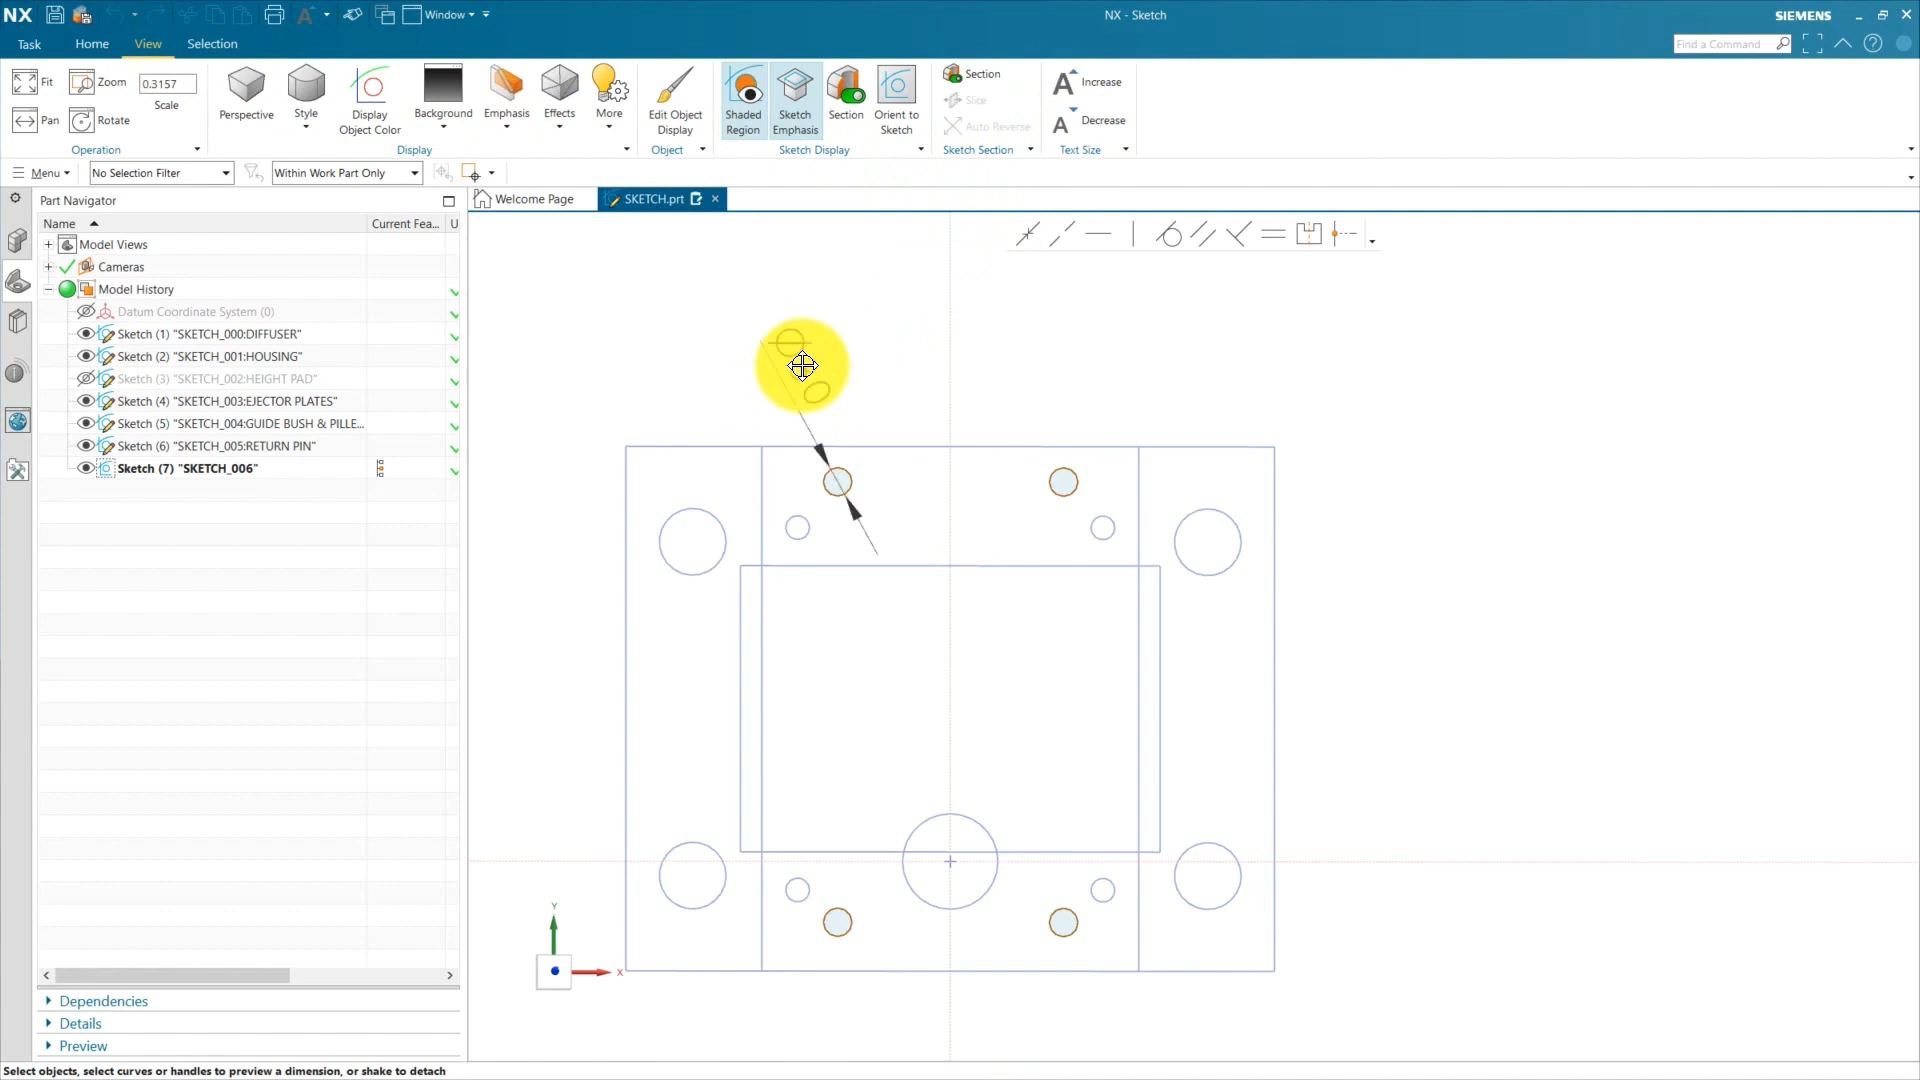 NX
Window
NX - Sketch
SIEMENS
Task
Home
View
Selection
Find a Command
Fit
Zoom
0.3157
Scale
Pan
Rotate
Operation
Perspective
Style
Display
Object Color
Background
Emphasis
Effects
More
Display
Edit Object
Display
Object
Shaded
Region
Sketch
Emphasis
Section
Orient to
Sketch
Sketch Display
Section
Slice
Auto Reverse
Sketch Section
Increase
Decrease
Text Size
Menu
No Selection Filter
Within Work Part Only
Part Navigator
Welcome Page
SKETCH.prt
Name
Current Fea...
U
Model Views
Cameras
Model History
Datum Coordinate System (0)
Sketch (1) "SKETCH_000:DIFFUSER"
Sketch (2) "SKETCH_001:HOUSING"
Sketch (3) "SKETCH_002:HEIGHT PAD"
Sketch (4) "SKETCH_003:EJECTOR PLATES"
Sketch (5) "SKETCH_004:GUIDE BUSH & PILLE...
Sketch (6) "SKETCH_005:RETURN PIN"
Sketch (7) "SKETCH_006"
Y
X
Dependencies
Details
Preview
Select objects, select curves or handles to preview a dimension, or shake to detach